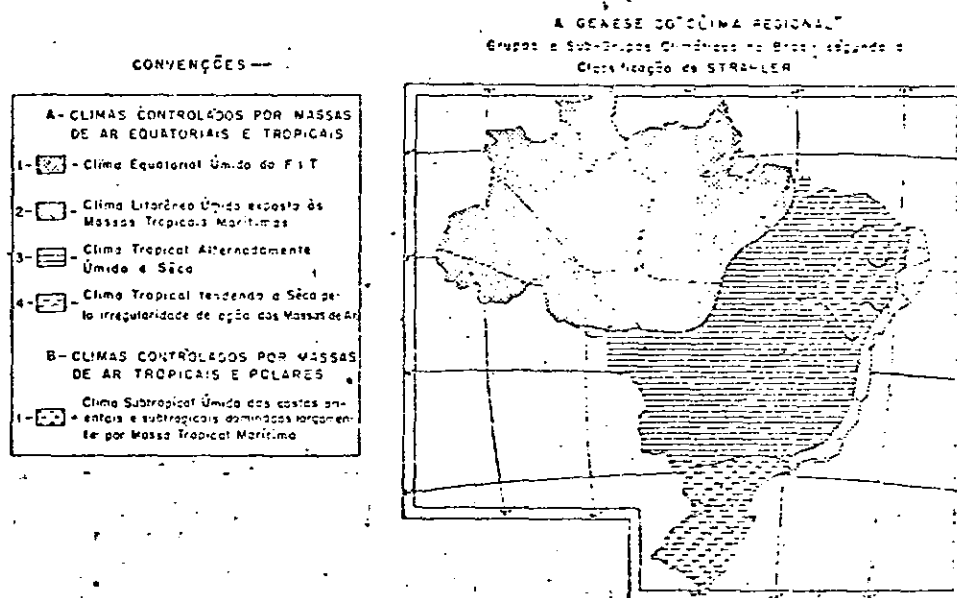 A GENESE DO "CLIMA REGIONAL"
Grupos e Sub-Grupos Climáticos no Brasil segundo a
Classificação de STRAHLER
CONVENÇÕES —
A- CLIMAS CONTROLADOS POR MASSAS
DE AR EQUATORIAIS E TROPICAIS
1- - Clima Equatorial Úmido da F I T
2- - Clima Litorâneo Úmido exposto às
Massas Tropicais Marítimas
3- - Clima Tropical Alternadamente
Úmido e Sêco
4- - Clima Tropical tendendo a Sêco pe-
la irregularidade de ação das Massas de Ar
B- CLIMAS CONTROLADOS POR MASSAS
DE AR TROPICAIS E POLARES
1- - Clima Subtropical Úmido das costas ori-
entais e subtropicais dominadas largamen-
te por Massa Tropical Marítima